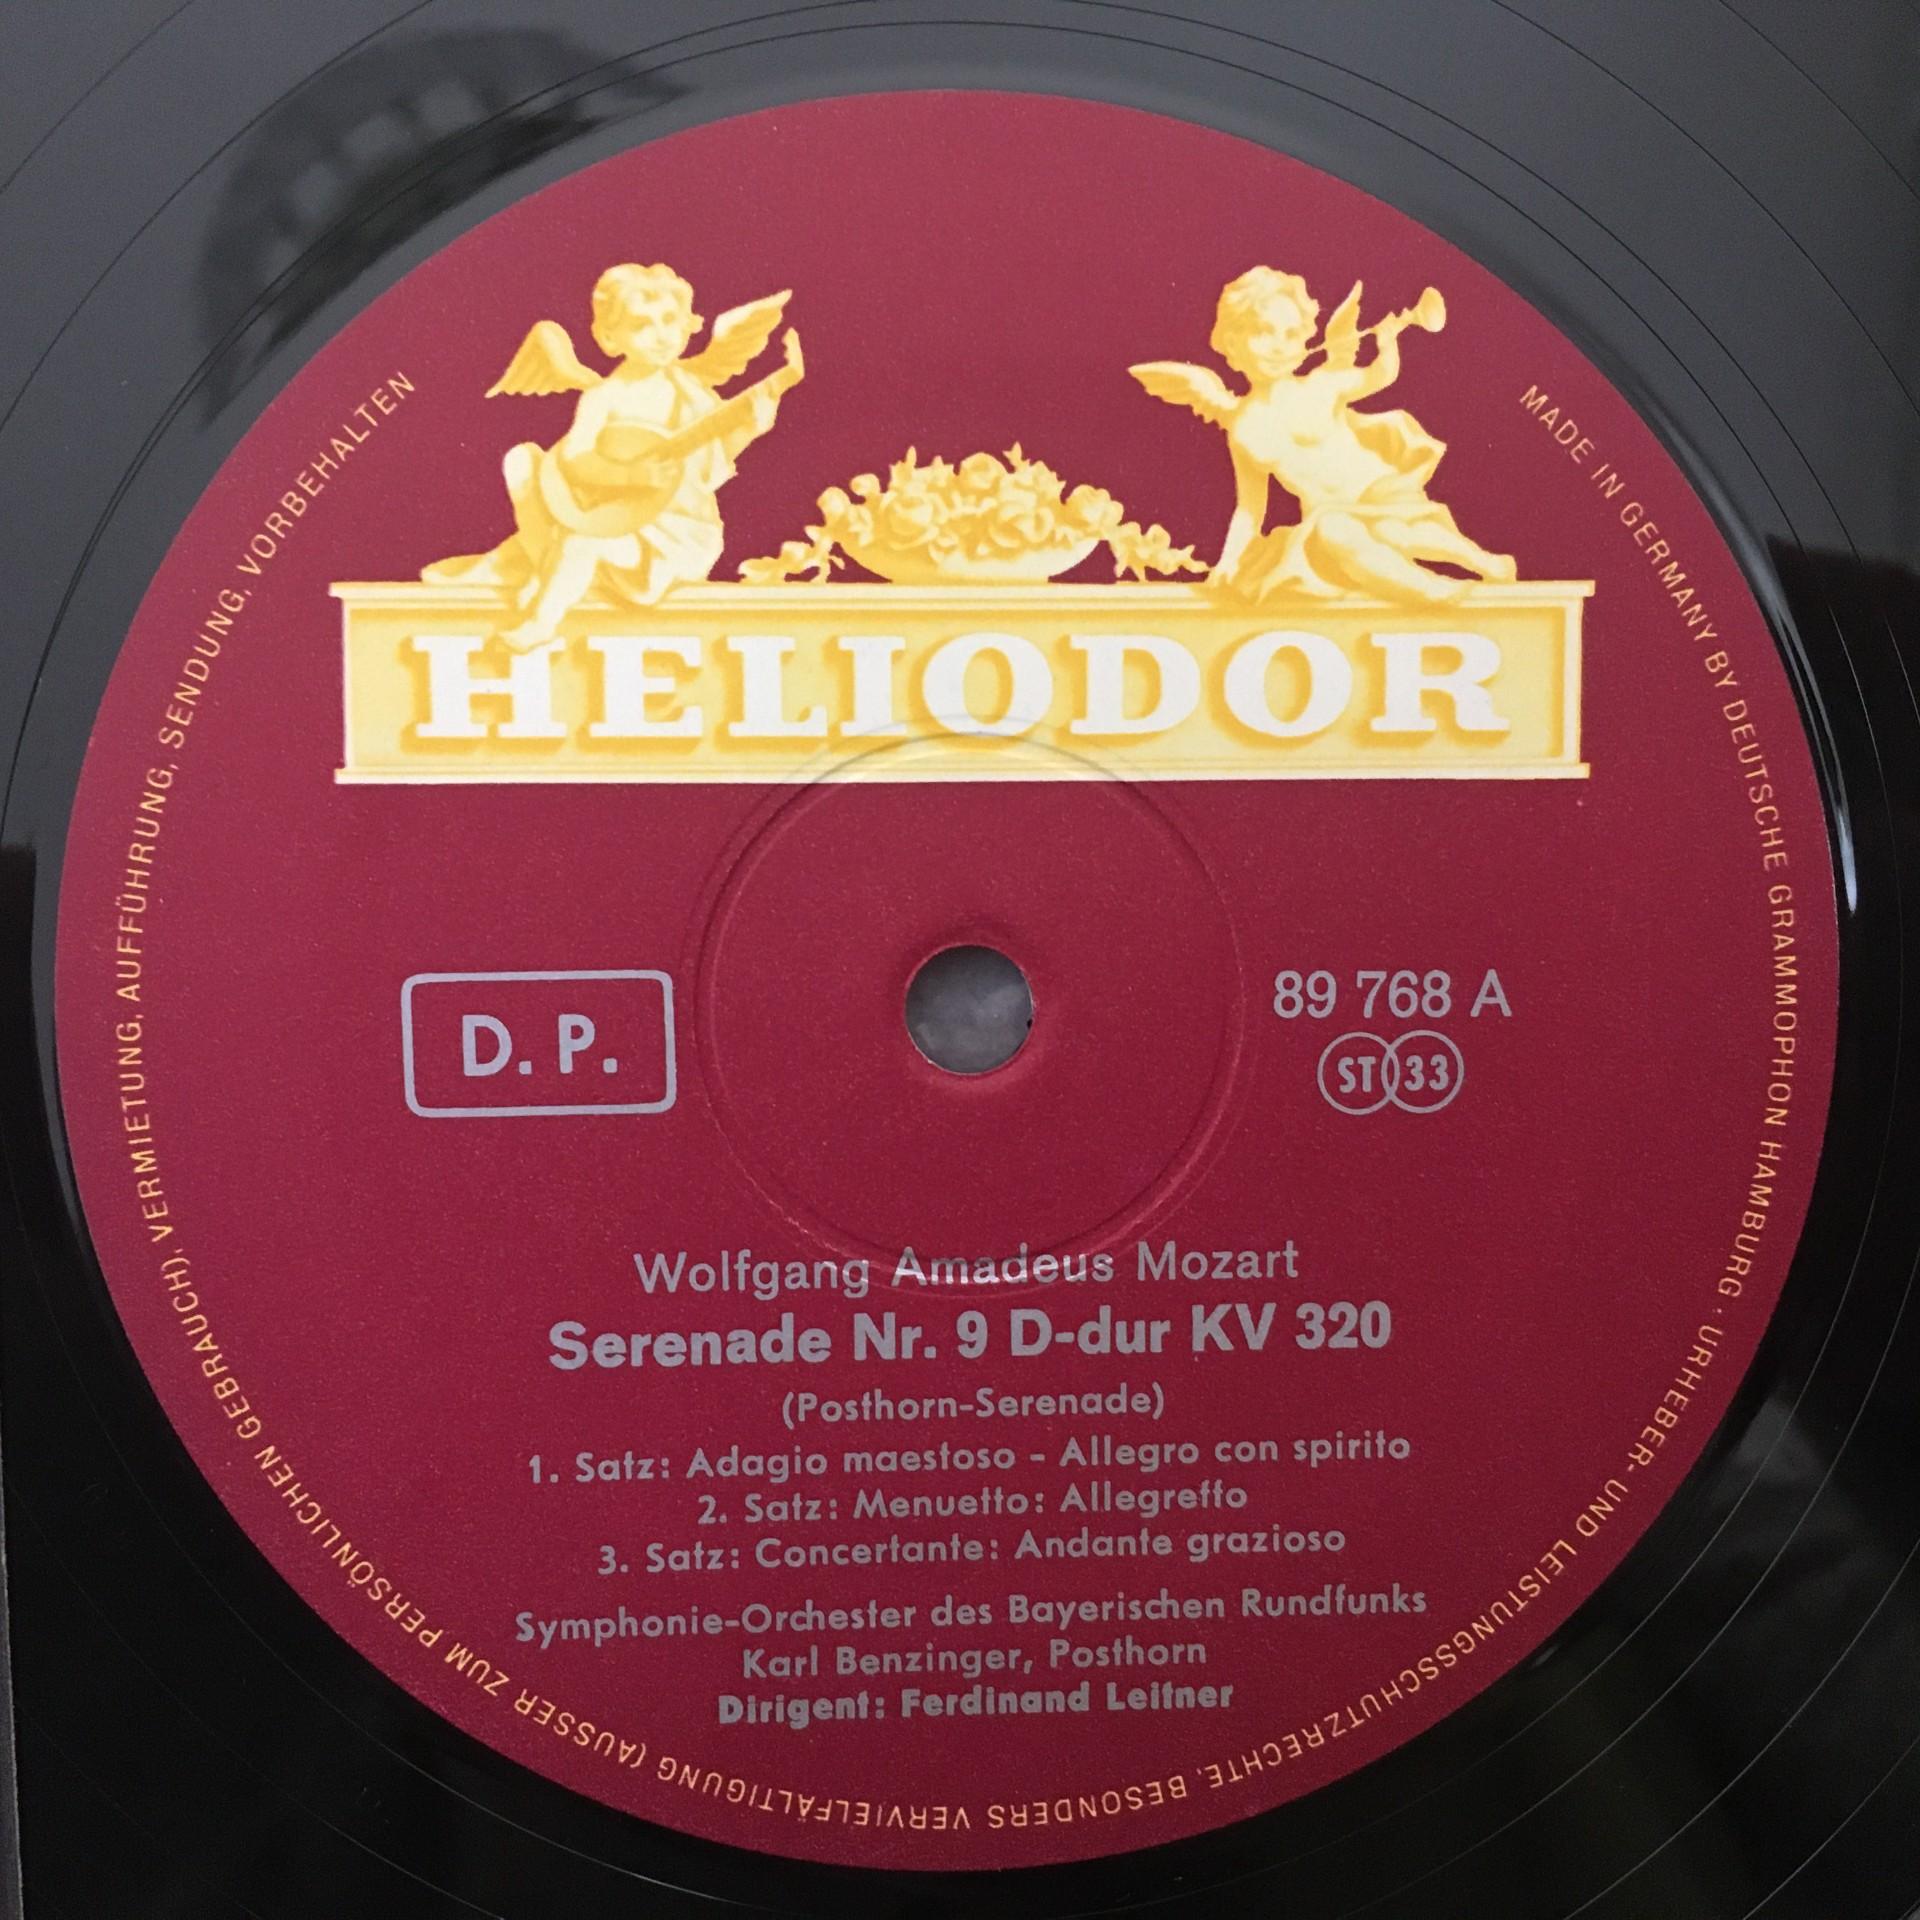 HELIODOR
D. P.
89 768 A
ST 33
Wolfgang Amadeus Mozart
Serenade Nr. 9 D-dur KV 320
(Posthorn-Serenade)
1. Satz: Adagio maestoso - Allegro con spirito
2. Satz: Menuetto: Allegretto
3. Satz: Concertante: Andante grazioso
Symphonie-Orchester des Bayerischen Rundfunks
Karl Benzinger, Posthorn
Dirigent: Ferdinand Leitner
MADE IN GERMANY BY DEUTSCHE GRAMMOPHON HAMBURG · URHEBER- UND LEISTUNGSSCHUTZRECHTE, BESONDERS VERVIELFÄLTIGUNG (AUSSER ZUM PERSÖNLICHEN GEBRAUCH), VERMIETUNG, AUFFÜHRUNG, SENDUNG, VORBEHALTEN